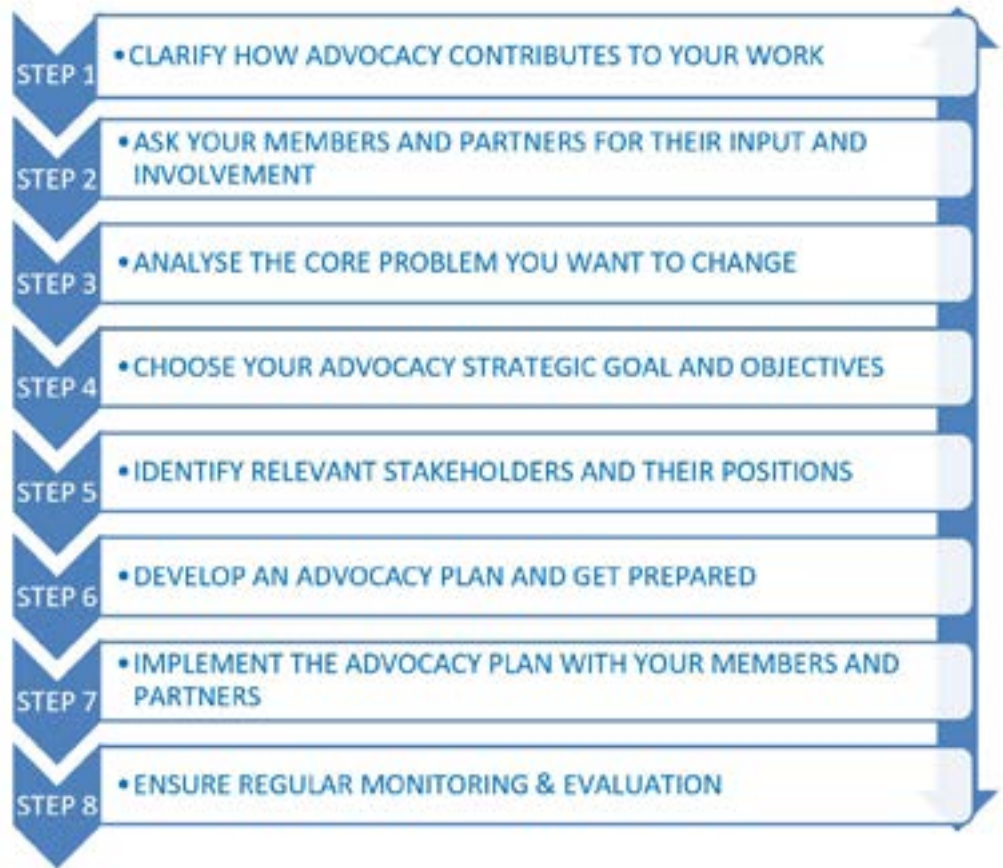 STEP 1
•CLARIFY HOW ADVOCACY CONTRIBUTES TO YOUR WORK
STEP 2
•ASK YOUR MEMBERS AND PARTNERS FOR THEIR INPUT AND
INVOLVEMENT
STEP 3
•ANALYSE THE CORE PROBLEM YOU WANT TO CHANGE
STEP 4
•CHOOSE YOUR ADVOCACY STRATEGIC GOAL AND OBJECTIVES
STEP 5
•IDENTIFY RELEVANT STAKEHOLDERS AND THEIR POSITIONS
STEP 6
•DEVELOP AN ADVOCACY PLAN AND GET PREPARED
STEP 7
•IMPLEMENT THE ADVOCACY PLAN WITH YOUR MEMBERS AND
PARTNERS
STEP 8
•ENSURE REGULAR MONITORING & EVALUATION